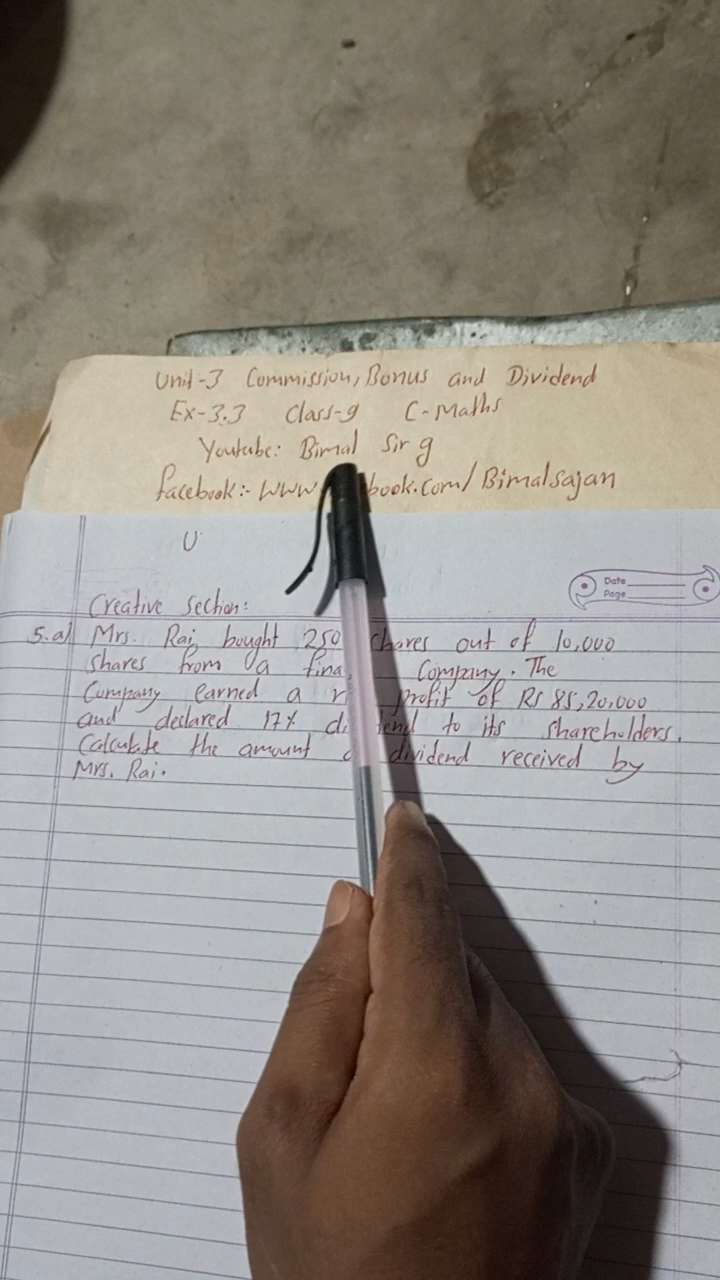 Unit-3 Commission, Bonus and Dividend
Ex-3.3 Class-9 C-Maths
Youtube: Bimal Sir g
facebook:- www book.com/Bimalsajan
U
Date
Page
Creative Section:
5.a) Mrs. Rai bought 250 shares out of 10,000
shares from a fina Company. The
Company earned a profit of Rs 85,20,000
and declared 17% dend to its shareholders.
Calculate the amount dividend received by
Mrs. Rai.